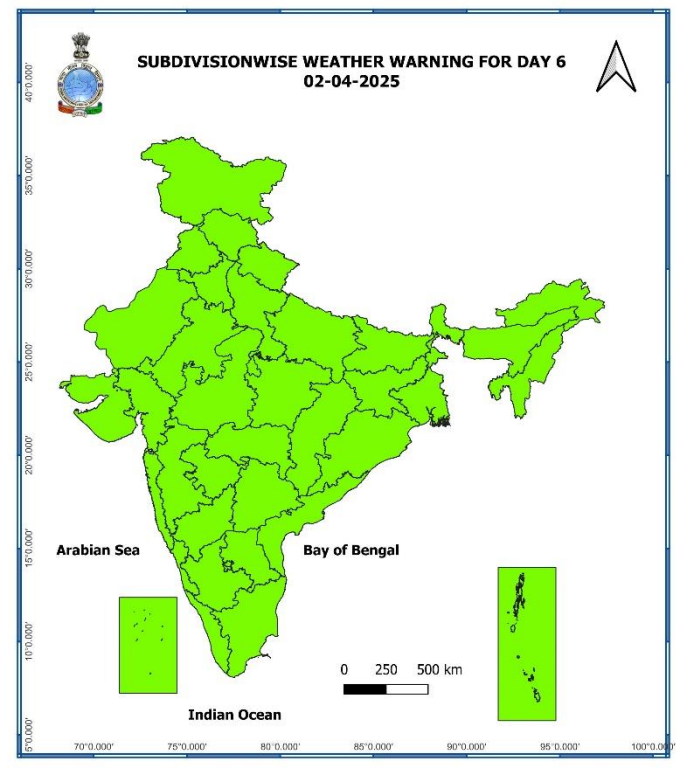 SUBDIVISIONWISE WEATHER WARNING FOR DAY 6
02-04-2025
40°0.000'
35°0.000'
30°0.000'
25°0.000'
20°0.000'
15°0.000'
10°0.000'
5°0.000'
Arabian Sea
Bay of Bengal
0 250 500 km
Indian Ocean
70°0.000' 75°0.000' 80°0.000' 85°0.000' 90°0.000' 95°0.000' 100°0.000'